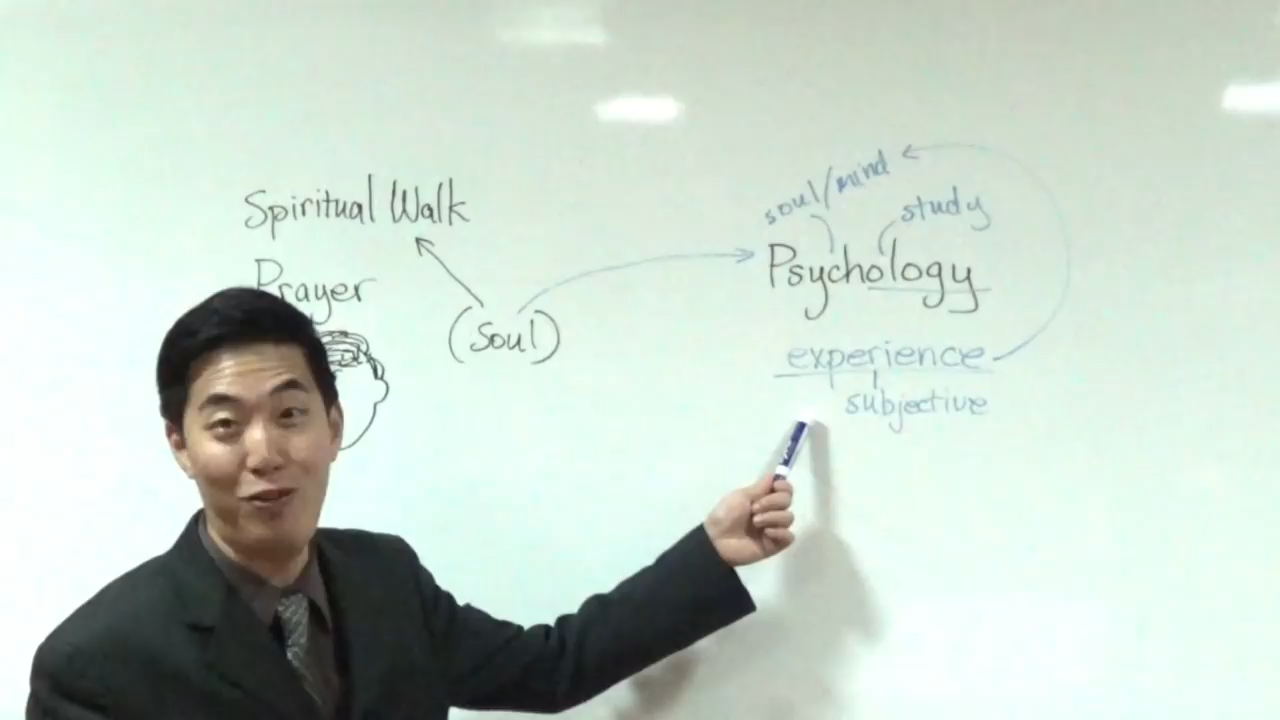 Spiritual Walk
Prayer
(Soul)
soul/mind
study
Psychology
experience
subjective